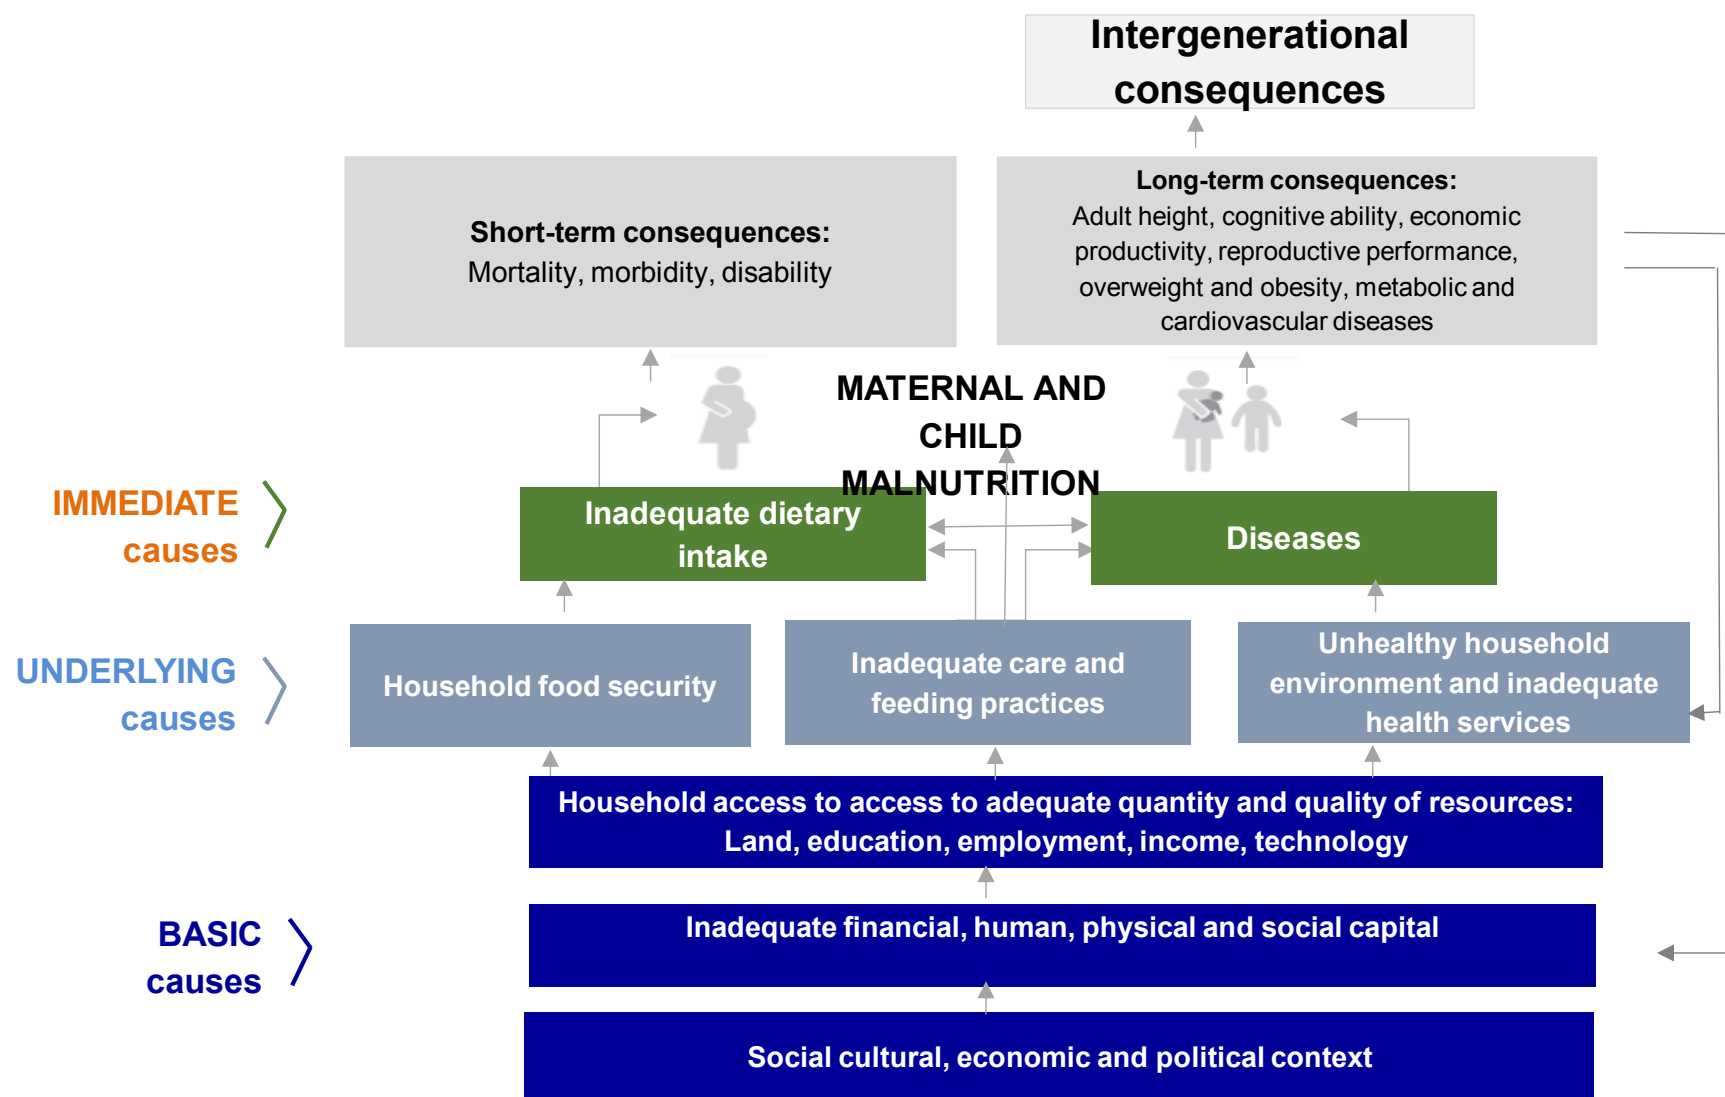 Intergenerational
consequences
Short-term consequences:
Mortality, morbidity, disability
Long-term consequences:
Adult height, cognitive ability, economic
productivity, reproductive performance,
overweight and obesity, metabolic and
cardiovascular diseases
MATERNAL AND
CHILD
MALNUTRITION
IMMEDIATE
causes
Inadequate dietary
intake
Diseases
UNDERLYING
causes
Household food security
Inadequate care and
feeding practices
Unhealthy household
environment and inadequate
health services
Household access to access to adequate quantity and quality of resources:
Land, education, employment, income, technology
BASIC
causes
Inadequate financial, human, physical and social capital
Social cultural, economic and political context